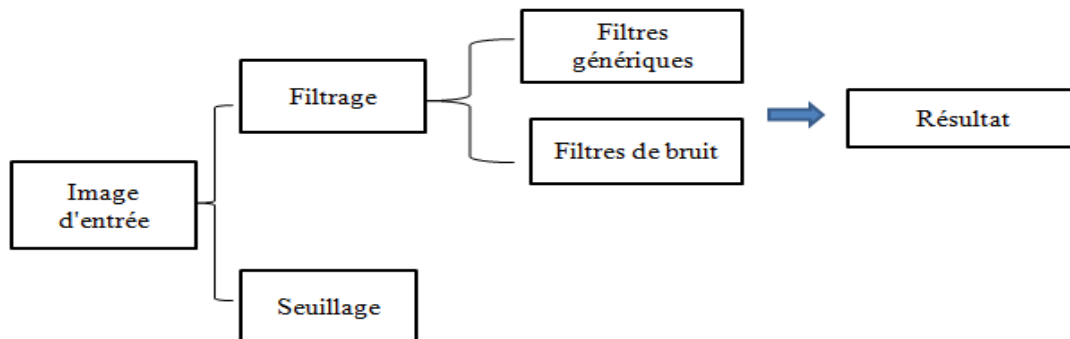 Image
d'entrée
Filtrage
Seuillage
Filtres
génériques
Filtres de bruit
Résultat